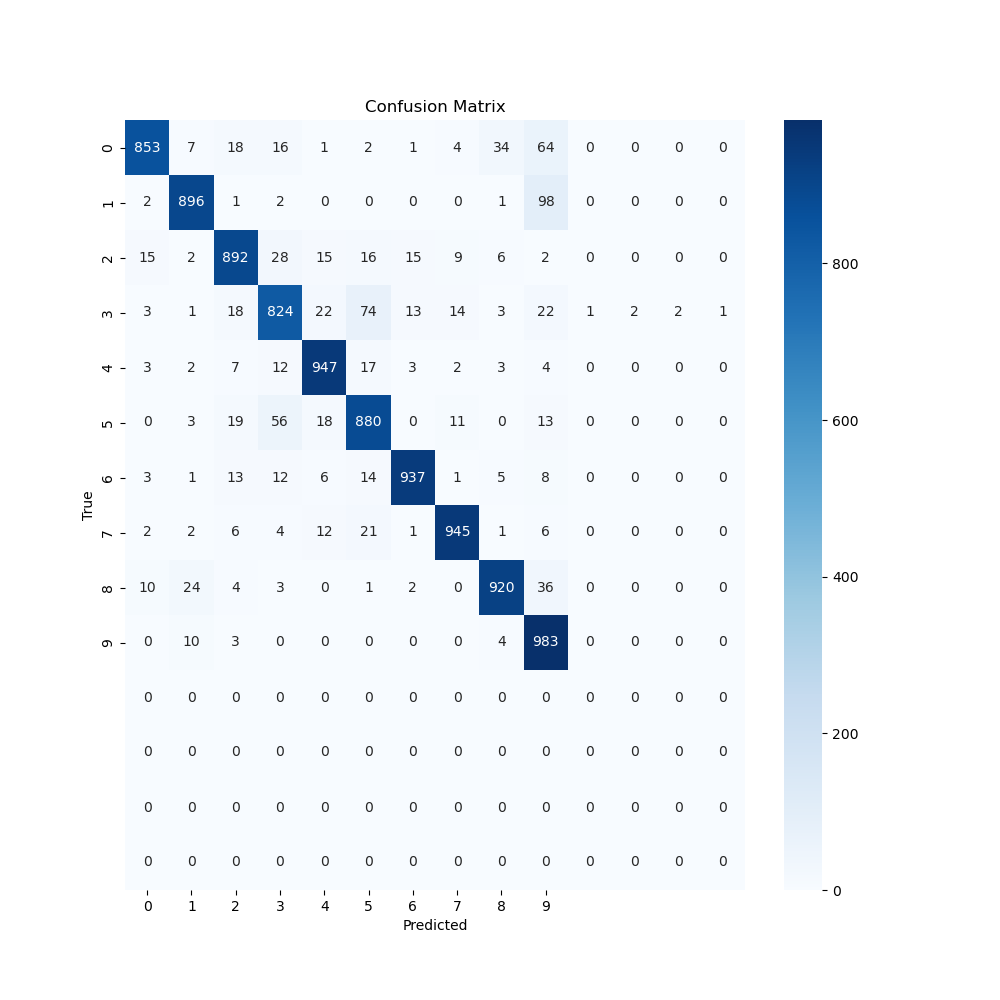 Confusion Matrix
0 853 7 18 16 1 2 1 4 34 64 0 0 0 0
1 2 896 1 2 0 0 0 0 1 98 0 0 0 0
2 15 2 892 28 15 16 15 9 6 2 0 0 0 0
800
3 3 1 18 824 22 74 13 14 3 22 1 2 2 1
4 3 2 7 12 947 17 3 2 3 4 0 0 0 0
600
5 0 3 19 56 18 880 0 11 0 13 0 0 0 0
6 3 1 13 12 6 14 937 1 5 8 0 0 0 0
True
7 2 2 6 4 12 21 1 945 1 6 0 0 0 0
400
8 10 24 4 3 0 1 2 0 920 36 0 0 0 0
9 0 10 3 0 0 0 0 0 4 983 0 0 0 0
0 0 0 0 0 0 0 0 0 0 0 0 0 0
200
0 0 0 0 0 0 0 0 0 0 0 0 0 0
0 0 0 0 0 0 0 0 0 0 0 0 0 0
0 0 0 0 0 0 0 0 0 0 0 0 0 0
0
0 1 2 3 4 5 6 7 8 9
Predicted